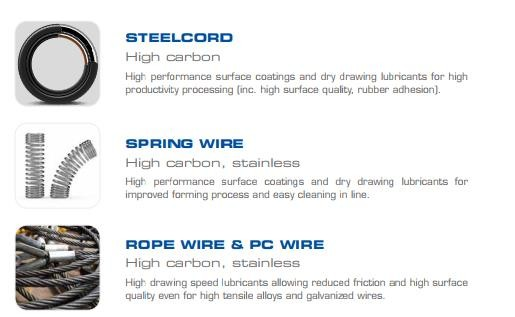 STEELCORD
High carbon
High performance surface coatings and dry drawing lubricants for high
productivity processing (inc. high surface quality, rubber adhesion).
SPRING WIRE
High carbon, stainless
High performance surface coatings and dry drawing lubricants for
improved forming process and easy cleaning in line.
ROPE WIRE & PC WIRE
High carbon, stainless
High drawing speed lubricants allowing reduced friction and high surface
quality even for high tensile alloys and galvanized wires.